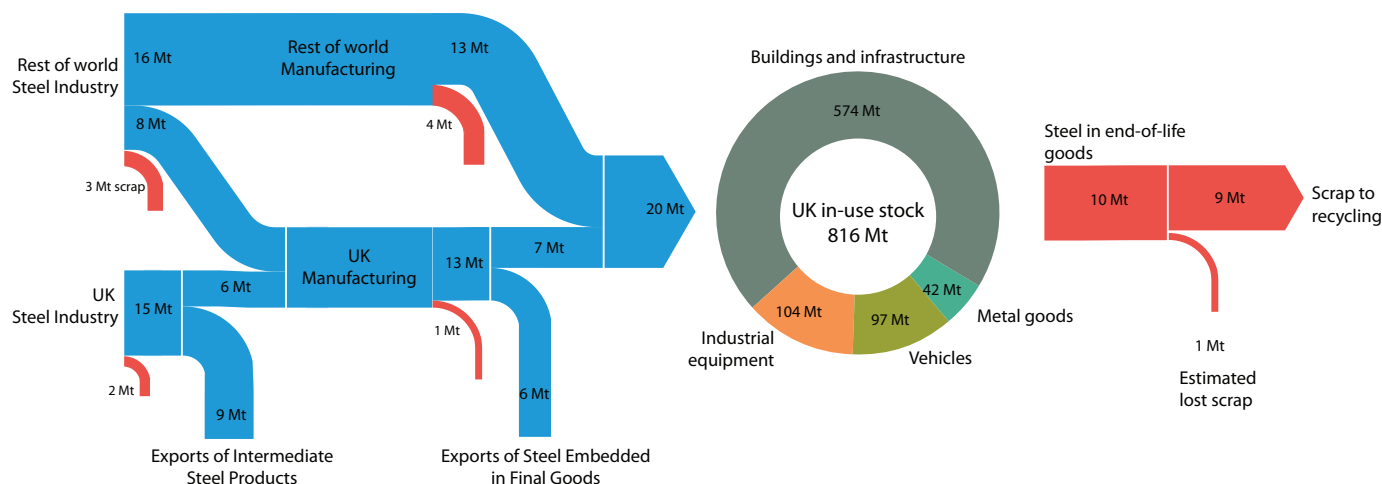 Rest of world
Steel Industry
16 Mt
Rest of world
Manufacturing
13 Mt
8 Mt
4 Mt
3 Mt scrap
UK
Steel Industry
15 Mt
6 Mt
UK
Manufacturing
13 Mt
7 Mt
20 Mt
2 Mt
1 Mt
9 Mt
6 Mt
Exports of Intermediate
Steel Products
Exports of Steel Embedded
in Final Goods
Buildings and infrastructure
574 Mt
UK in-use stock
816 Mt
42 Mt
Metal goods
97 Mt
Vehicles
104 Mt
Industrial
equipment
Steel in end-of-life
goods
10 Mt
9 Mt
Scrap to
recycling
1 Mt
Estimated
lost scrap